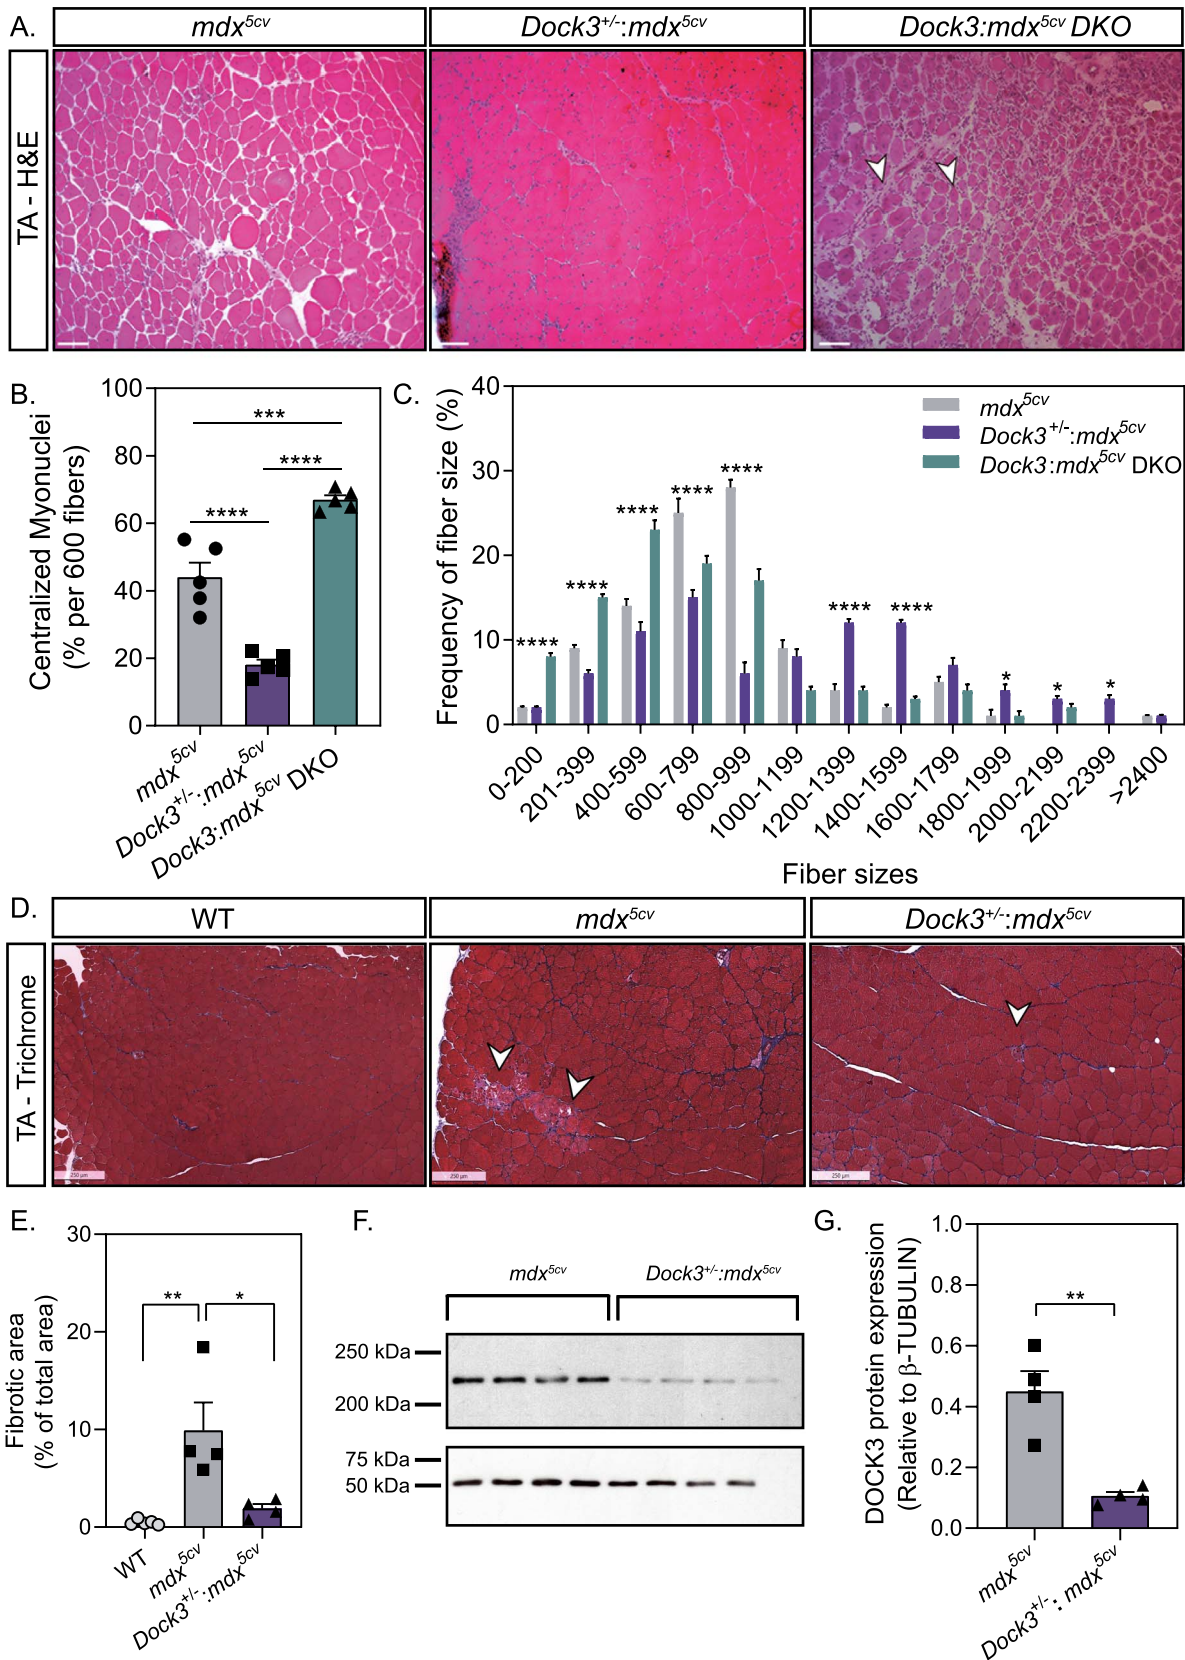 A.
mdx5cv
Dock3+/-:mdx5cv
Dock3:mdx5cv DKO
TA - H&E
B.
Centralized Myonuclei
(% per 600 fibers)
100
80
60
40
20
0
***
****
****
mdx5cv
Dock3+/-:mdx5cv
Dock3:mdx5cv DKO
C.
Frequency of fiber size (%)
40
30
20
10
0
mdx5cv
Dock3+/-:mdx5cv
Dock3:mdx5cv DKO
****
****
****
****
****
****
****
*
*
*
0-200
201-399
400-599
600-799
800-999
1000-1199
1200-1399
1400-1599
1600-1799
1800-1999
2000-2199
2200-2399
>2400
Fiber sizes
D.
WT
mdx5cv
Dock3+/-:mdx5cv
TA - Trichrome
250 µm
250 µm
250 µm
E.
Fibrotic area
(% of total area)
30
20
10
0
**
*
WT
mdx5cv
Dock3+/-:mdx5cv
F.
mdx5cv
Dock3+/-:mdx5cv
250 kDa
200 kDa
75 kDa
50 kDa
G.
DOCK3 protein expression
(Relative to β-TUBULIN)
1.0
0.8
0.6
0.4
0.2
0.0
**
mdx5cv
Dock3+/-: mdx5cv